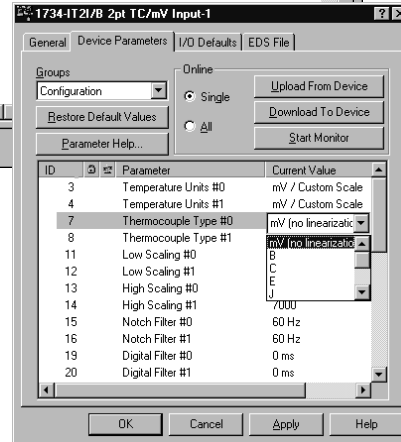 1734-IT2I/B 2pt TC/mV Input-1
General Device Parameters I/O Defaults EDS File
Groups
Configuration
Restore Default Values
Parameter Help...
Online
Single
All
Upload From Device
Download To Device
Start Monitor
ID Parameter Current Value
3 Temperature Units #0 mV / Custom Scale
4 Temperature Units #1 mV / Custom Scale
7 Thermocouple Type #0 mV (no linearizatio
8 Thermocouple Type #1 mV (no linearizatio
11 Low Scaling #0 B
12 Low Scaling #1 C
13 High Scaling #0 E
J
14 High Scaling #1 7000
15 Notch Filter #0 60 Hz
16 Notch Filter #1 60 Hz
19 Digital Filter #0 0 ms
20 Digital Filter #1 0 ms
OK Cancel Apply Help